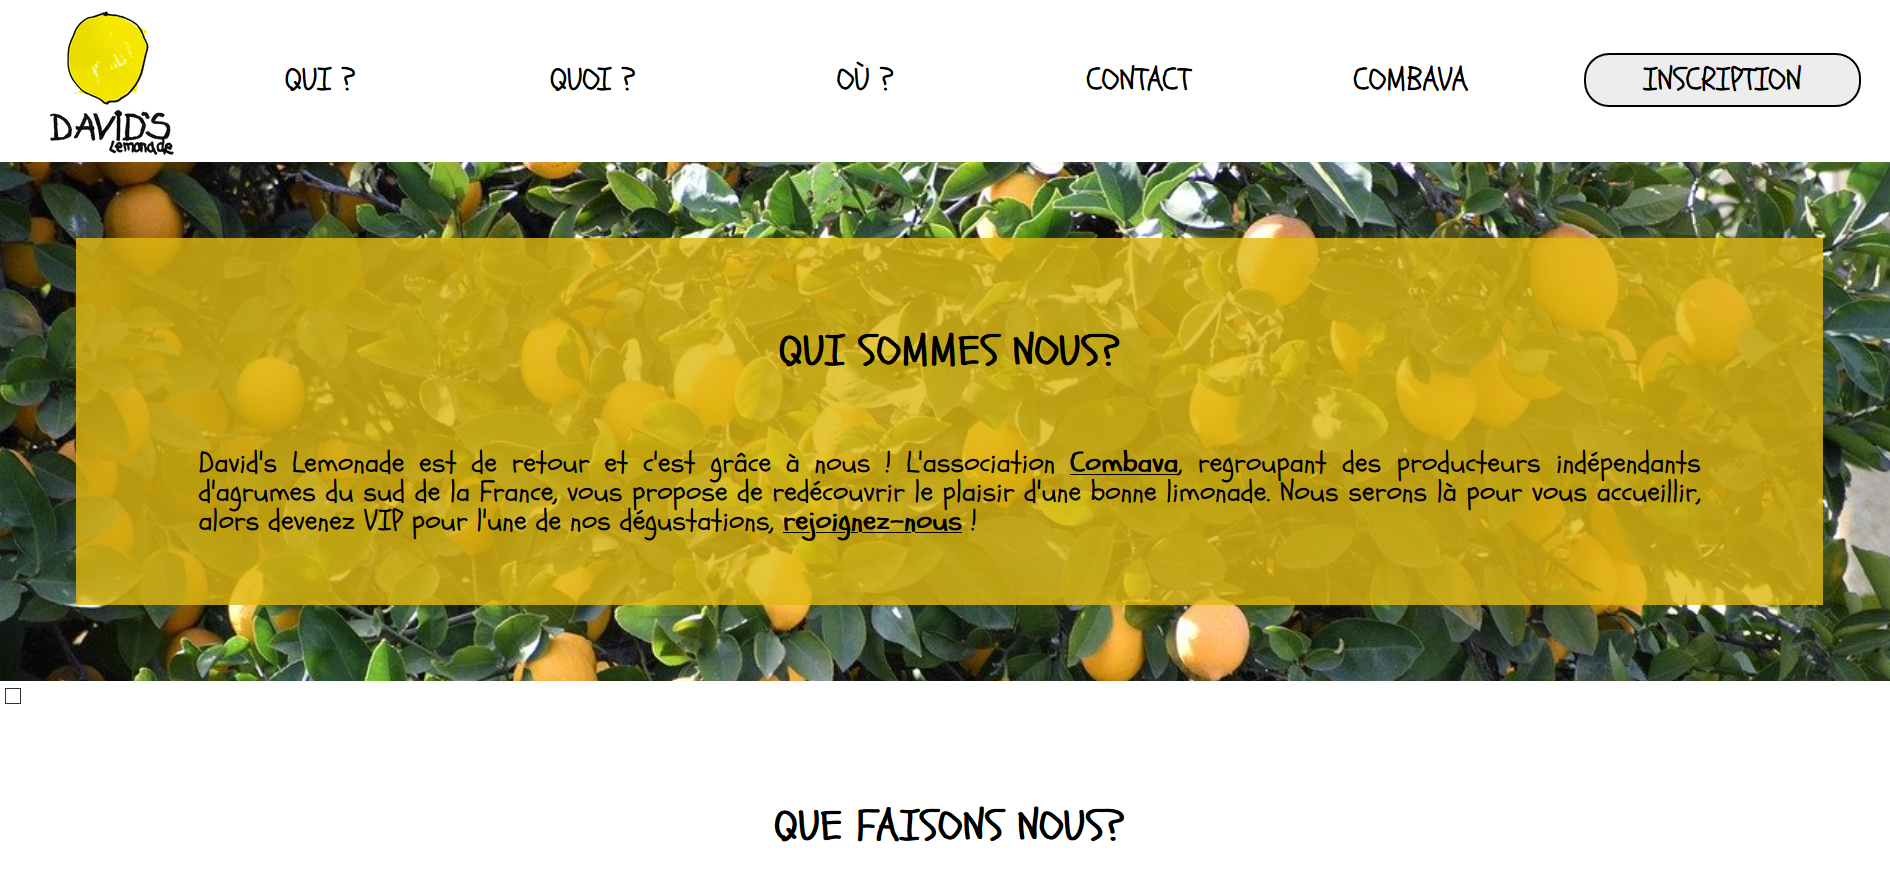 DAVID'S
Lemonade
QUI ?
QUOI ?
OÙ ?
CONTACT
COMBAVA
INSCRIPTION
QUI SOMMES NOUS?
David's Lemonade est de retour et c'est grâce à nous ! L'association Combava, regroupant des producteurs indépendants
d'agrumes du sud de la France, vous propose de redécouvrir le plaisir d'une bonne limonade. Nous serons là pour vous accueillir,
alors devenez VIP pour l'une de nos dégustations, rejoignez-nous !
QUE FAISONS NOUS?